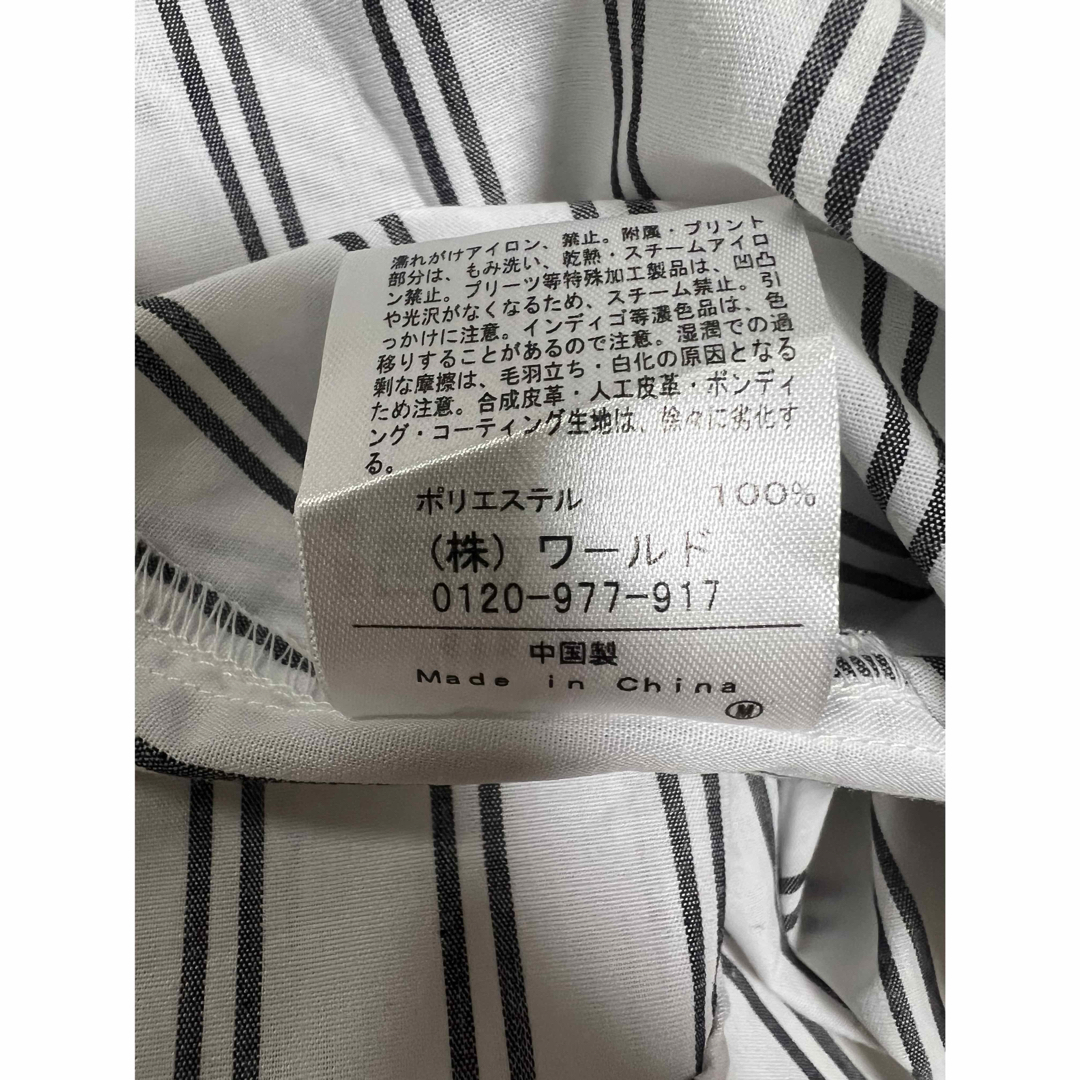 濡れがけアイロン、禁止。附属・プリント
部分は、もみ洗い、乾熱・スチームアイロ
ン禁止。プリーツ等特殊加工製品は、凹凸
や光沢がなくなるため、スチーム禁止。引
っかけに注意。インディゴ等濃色品は、色
移りすることがあるので注意。湿潤での過
剰な摩擦は、毛羽立ち・白化の原因となる
ため注意。合成皮革・人工皮革・ボンディ
ング・コーティング生地は、徐々に劣化す
る。
ポリエステル 100%
(株) ワールド
0120-977-917
中国製
Made in China
M